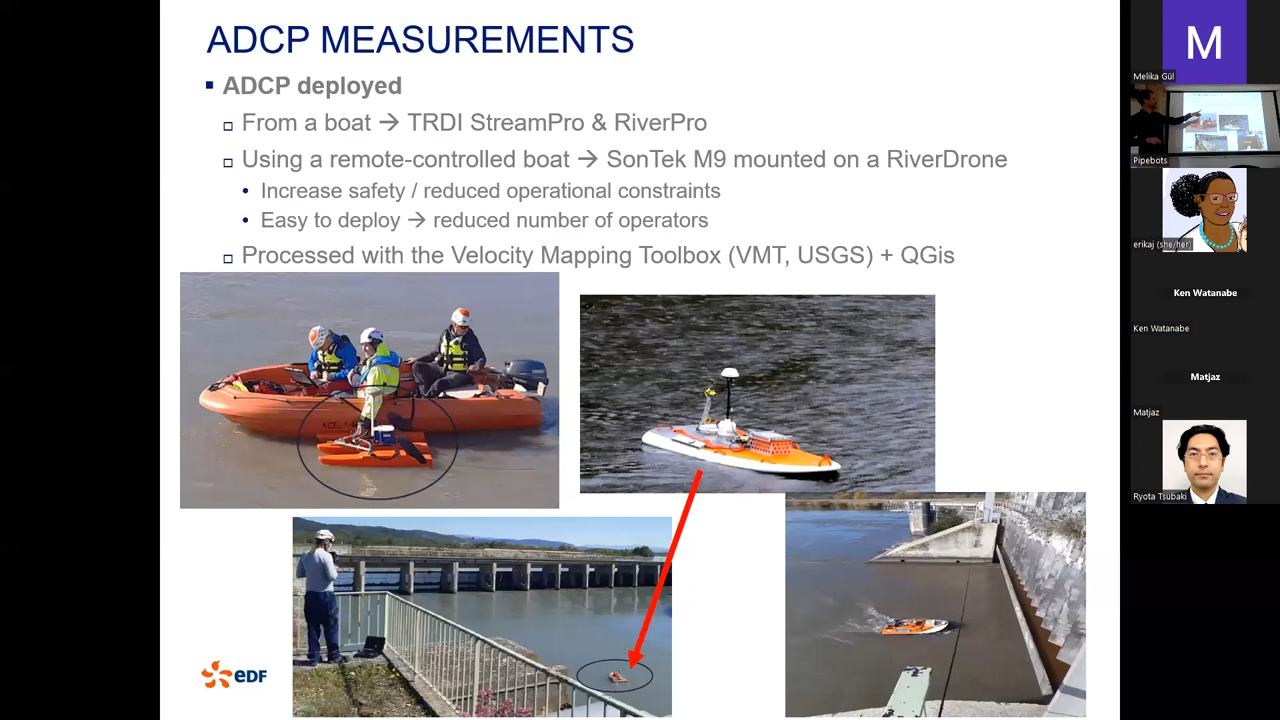 ADCP MEASUREMENTS
ADCP deployed
From a boat → TRDI StreamPro & RiverPro
Using a remote-controlled boat → SonTek M9 mounted on a RiverDrone
Increase safety / reduced operational constraints
Easy to deploy → reduced number of operators
Processed with the Velocity Mapping Toolbox (VMT, USGS) + QGis
eDF
M
Melika Gül
Pipebots
erikaj (she/her)
Ken Watanabe
Ken Watanabe
Matjaz
Matjaz
Ryota Tsubaki